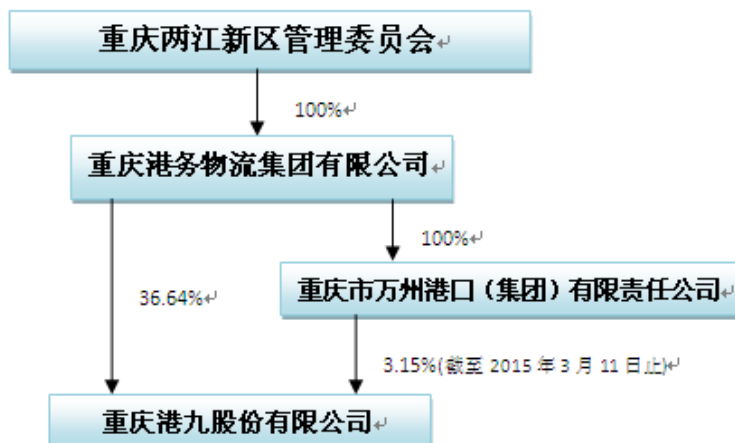 重庆两江新区管理委员会
100%
重庆港务物流集团有限公司
100%
36.64%
重庆市万州港口（集团）有限责任公司
3.15%(截至 2015 年 3 月 11 日止)
重庆港九股份有限公司